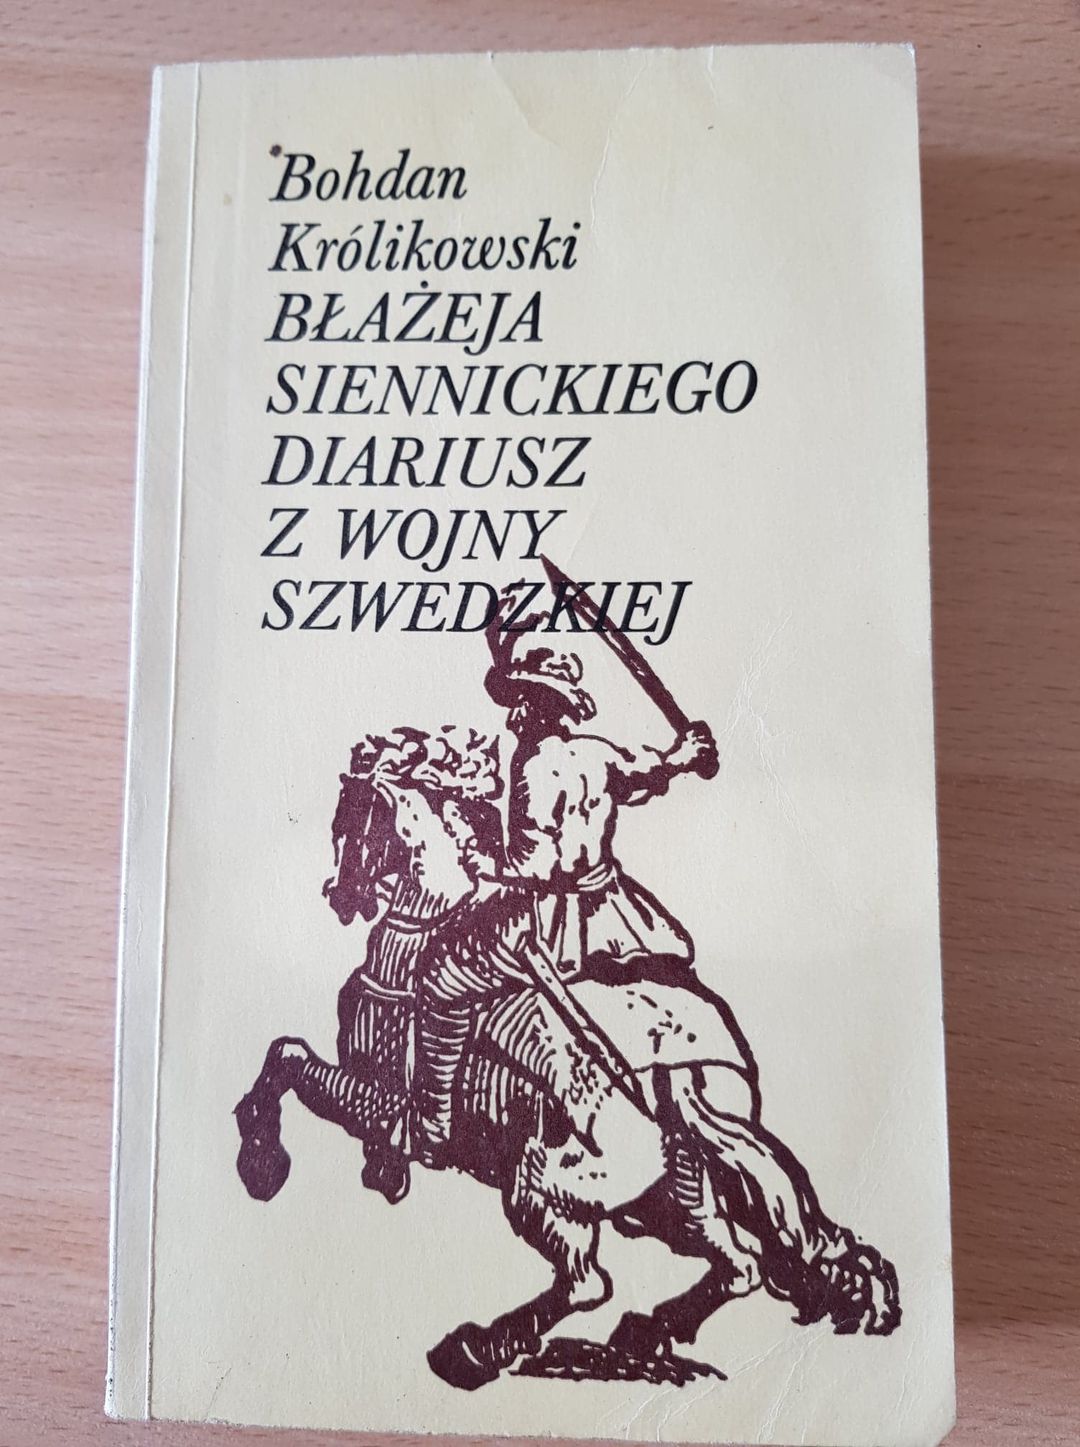 Bohdan
Królikowski
BŁAŻEJA
SIENNICKIEGO
DIARIUSZ
Z WOJNY
SZWEDZKIEJ